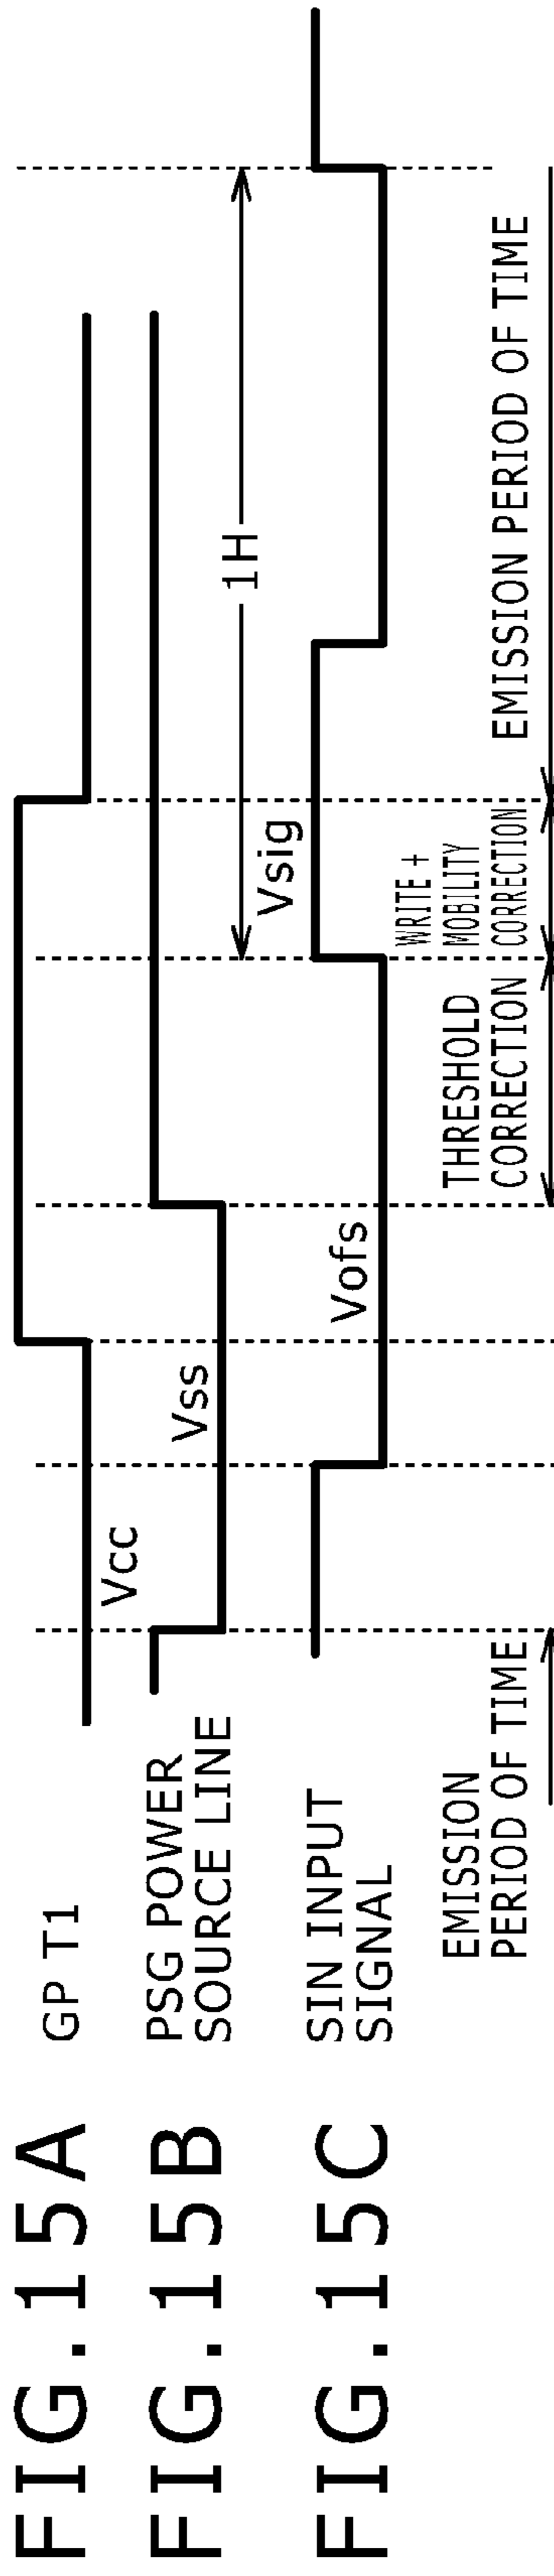 FIG.15A
GP T1
FIG.15B
PSG POWER
SOURCE LINE
Vcc
Vss
1H
FIG.15C
SIN INPUT
SIGNAL
Vofs
Vsig
EMISSION
PERIOD OF TIME
THRESHOLD
CORRECTION
WRITE +
MOBILITY
CORRECTION
EMISSION PERIOD OF TIME